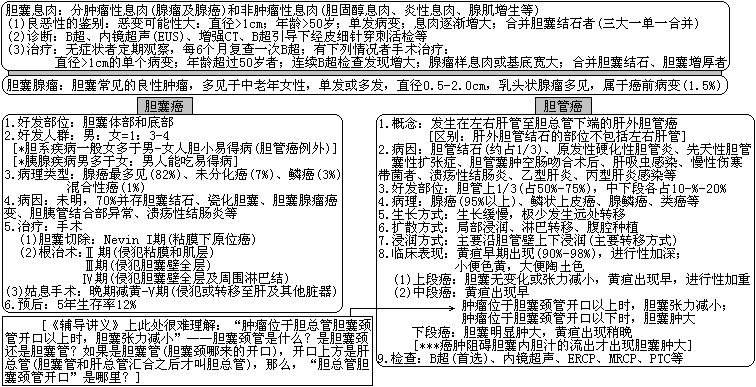 胆囊息肉: 分肿瘤性息肉(腺瘤及腺癌)和非肿瘤性息肉(胆固醇息肉、炎性息肉、腺肌增生等)
(1)良恶性的鉴别: 恶变可能性大: 直径>1cm; 年龄>50岁; 单发病变; 息肉逐渐增大; 合并胆囊结石者(三大一单一合并)
(2)诊断: B超、内镜超声(EUS)、增强CT、B超引导下经皮细针穿刺活检等
(3)治疗: 无症状者定期观察, 每6个月复查一次B超; 有下列情况者手术治疗:
直径>1cm的单个病变; 年龄超过50岁者; 连续B超检查发现增大; 腺瘤样息肉或基底宽大; 合并胆囊结石、胆囊增厚者
胆囊腺瘤: 胆囊常见的良性肿瘤, 多见于中老年女性, 单发或多发, 直径0.5-2.0cm, 乳头状腺瘤多见, 属于癌前病变(1.5%)
胆囊癌
1.好发部位: 胆囊体部和底部
2.好发人群: 男: 女=1: 3-4
[*胆系疾病一般女多于男-女人胆小易得病(胆管癌例外)]
[*胰腺疾病男多于女: 男人能吃易得病]
3.病理类型: 腺癌最多见(82%)、未分化癌(7%)、鳞癌(3%)
混合性癌(1%)
4.病因: 未明, 70%并存胆囊结石、瓷化胆囊、胆囊腺瘤癌
变、胆胰管结合部异常、溃疡性结肠炎等
5.治疗: 手术
(1)胆囊切除: Nevin I期(粘膜下原位癌)
(2)根治术:Ⅱ期(侵犯粘膜和肌层)
Ⅲ期(侵犯胆囊壁全层)
Ⅳ期(侵犯胆囊壁全层及周围淋巴结)
(3)姑息手术: 晚期减黄-V期(侵犯或转移至肝及其他脏器)
6.预后: 5年生存率12%
[《辅导讲义》上此处很难理解: “肿瘤位于胆总管胆囊颈
管开口以上时, 胆囊张力减小”——胆囊颈管是什么? 是胆囊颈
还是胆囊管? 如果是胆囊管(胆囊颈哪来的开口), 开口上方是肝
总管(胆囊管和肝总管汇合之后才叫胆总管), 那么, “胆总管胆
囊颈管开口”是哪里? ]
胆管癌
1.概念: 发生在左右肝管至胆总管下端的肝外胆管癌
[区别: 肝外胆管结石的部位不包括左右肝管]
2.病因: 胆管结石(约占1/3)、原发性硬化性胆管炎、先天性胆管
囊性扩张症、胆管囊肿空肠吻合术后、肝吸虫感染、慢性伤寒
带菌者、溃疡性结肠炎、乙型肝炎、丙型肝炎感染等
3.好发部位: 胆管上1/3(占50%-75%), 中下段各占10-%-20%
4.病理: 腺癌(95%以上)、鳞状上皮癌、腺鳞癌、类癌等
5.生长方式: 生长缓慢, 极少发生远处转移
6.扩散方式: 局部浸润、淋巴转移、腹腔种植
7.浸润方式: 主要沿胆管壁上下浸润(主要转移方式)
8.临床表现: 黄疸早期出现(90%-98%), 进行性加深;
小便色黄, 大便陶土色
(1)上段癌: 胆囊无变化或张力减小, 黄疸出现早, 进行性加重
(2)中段癌: 黄疸出现早
肿瘤位于胆囊颈管开口以上时, 胆囊张力减小;
肿瘤位于胆囊颈管开口以下时, 胆囊肿大
下段癌: 胆囊明显肿大, 黄疸出现稍晚
[***癌肿阻碍胆囊内胆汁的流出才出现胆囊肿大]
9.检查: B超(首选)、内镜超声、ERCP、MRCP、PTC等